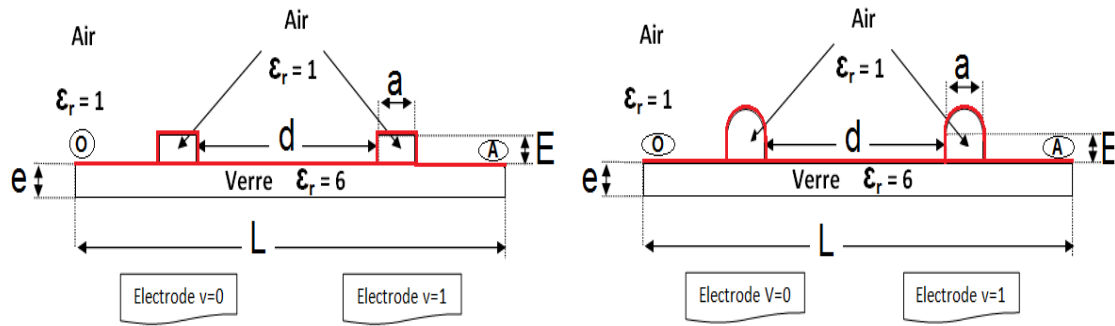 Air
Air
εr = 1
a
εr = 1
O
d
A
E
e
Verre εr = 6
L
Electrode v=0
Electrode v=1
Air
Air
εr = 1
a
εr = 1
O
d
A
E
e
Verre εr = 6
L
Electrode V=0
Electrode v=1